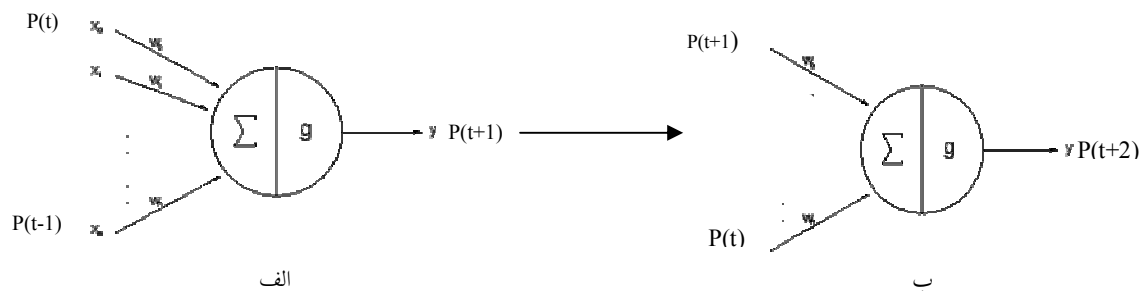 P(t) x₀ w₀
x₁ w₁
∑ g y P(t+1)
P(t-1) xₙ wₙ
الف
P(t+1) w₀
∑ g y P(t+2)
P(t) wₙ
ب